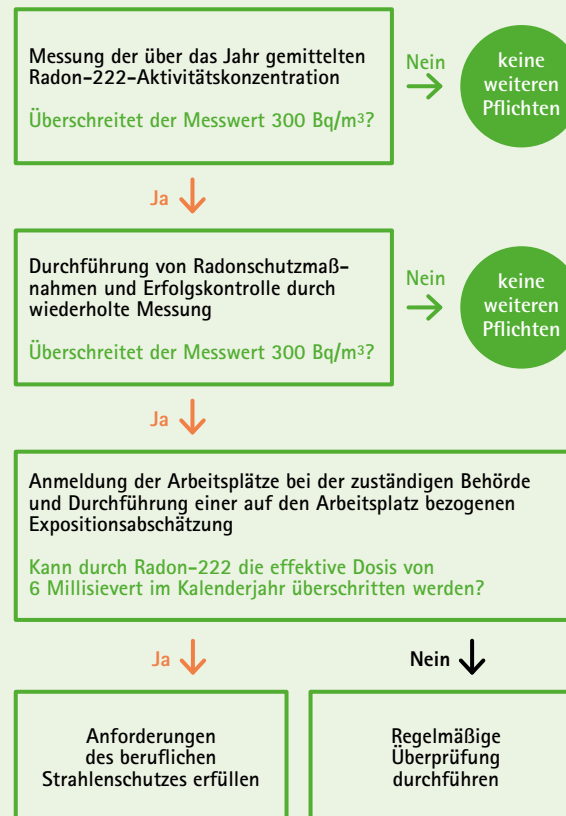 Messung der über das Jahr gemittelten
Radon-222-Aktivitätskonzentration
Überschreitet der Messwert 300 Bq/m³?
Nein
keine
weiteren
Pflichten
Ja
Durchführung von Radonschutzmaß-
nahmen und Erfolgskontrolle durch
wiederholte Messung
Überschreitet der Messwert 300 Bq/m³?
Nein
keine
weiteren
Pflichten
Ja
Anmeldung der Arbeitsplätze bei der zuständigen Behörde
und Durchführung einer auf den Arbeitsplatz bezogenen
Expositionsabschätzung
Kann durch Radon-222 die effektive Dosis von
6 Millisievert im Kalenderjahr überschritten werden?
Ja
Anforderungen
des beruflichen
Strahlenschutzes erfüllen
Nein
Regelmäßige
Überprüfung
durchführen